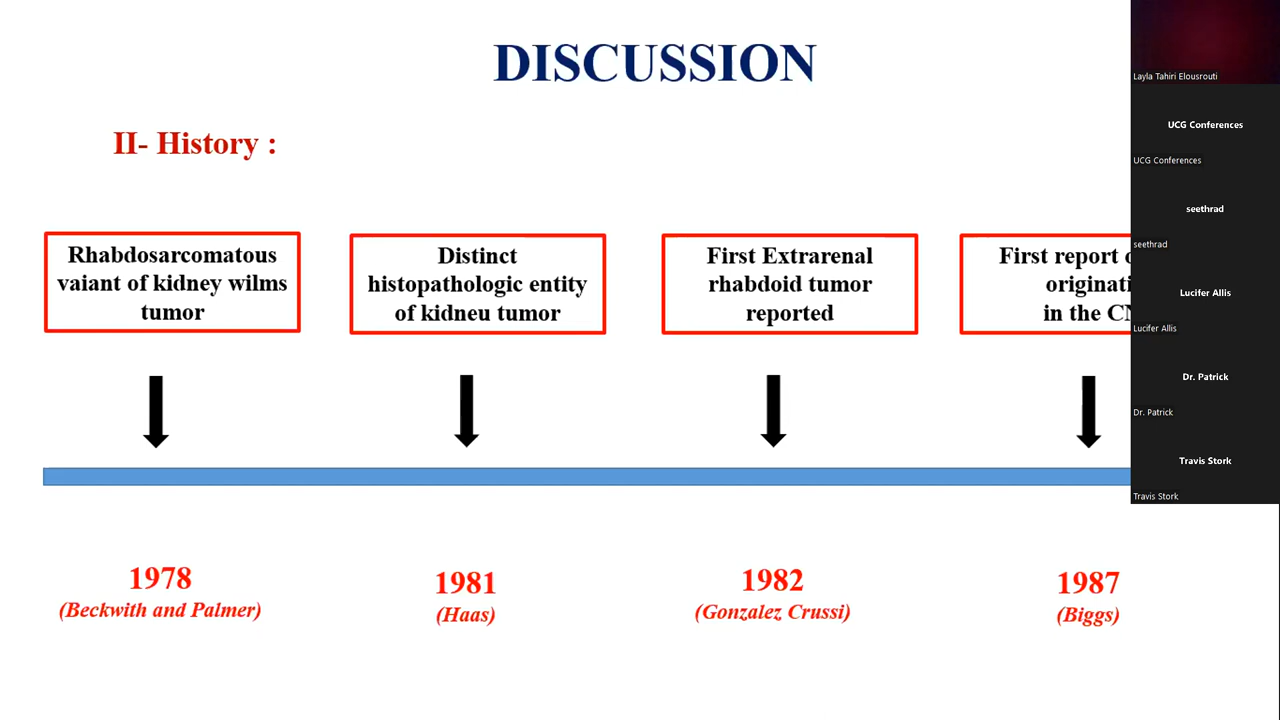 DISCUSSION
II- History :
Rhabdosarcomatous
vaiant of kidney wilms
tumor
Distinct
histopathologic entity
of kidneu tumor
First Extrarenal
rhabdoid tumor
reported
First report
in the
1978
(Beckwith and Palmer)
1981
(Haas)
1982
(Gonzalez Crussi)
1987
(Biggs)
Layla Tahiri Elousrouti
UCG Conferences
UCG Conferences
seethrad
seethrad
Lucifer Allis
Lucifer Allis
Dr. Patrick
Dr. Patrick
Travis Stork
Travis Stork